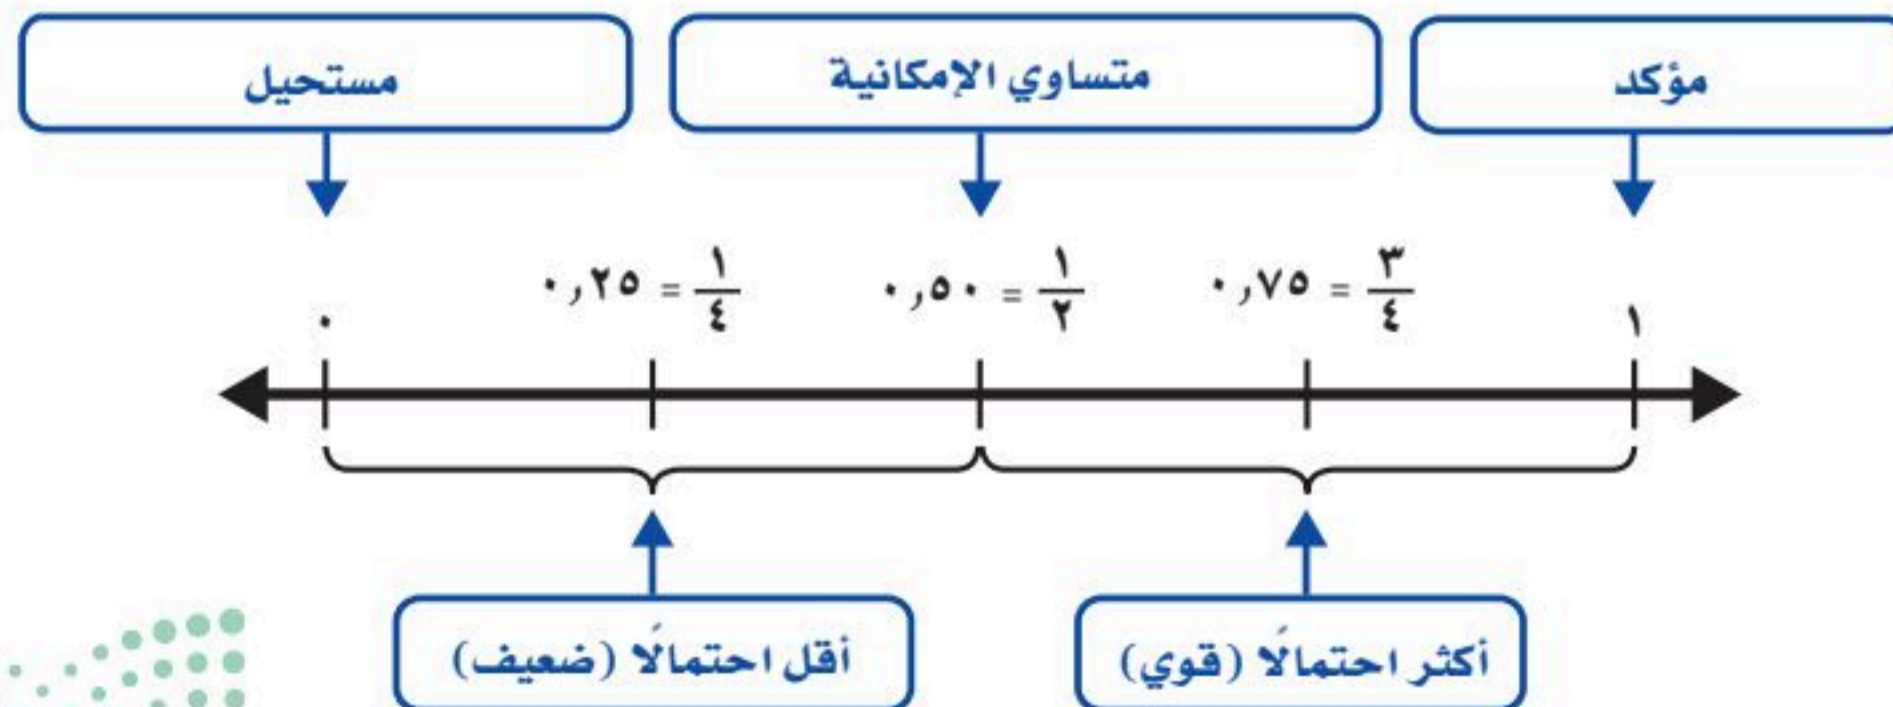 مؤكد
متساوي الإمكانية
مستحيل
٠
٠,٢٥ = ١/٤
٠,٥٠ = ١/٢
٠,٧٥ = ٣/٤
١
أكثر احتمالًا (قوي)
أقل احتمالًا (ضعيف)